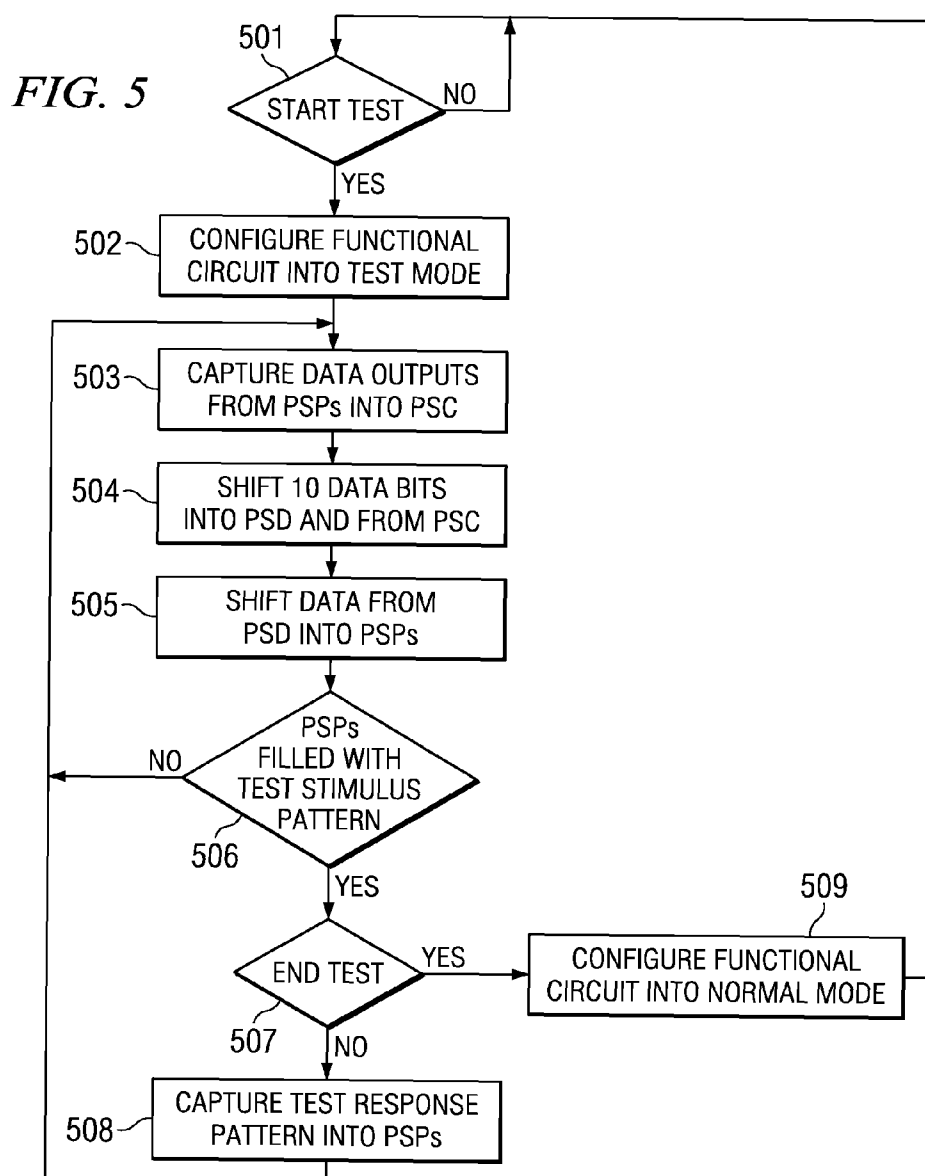 FIG. 5
501
START TEST
NO
YES
502
CONFIGURE FUNCTIONAL
CIRCUIT INTO TEST MODE
503
CAPTURE DATA OUTPUTS
FROM PSPs INTO PSC
504
SHIFT 10 DATA BITS
INTO PSD AND FROM PSC
505
SHIFT DATA FROM
PSD INTO PSPs
PSPs
FILLED WITH
TEST STIMULUS
PATTERN
NO
506
YES
END TEST
YES
507
NO
509
CONFIGURE FUNCTIONAL
CIRCUIT INTO NORMAL MODE
508
CAPTURE TEST RESPONSE
PATTERN INTO PSPs